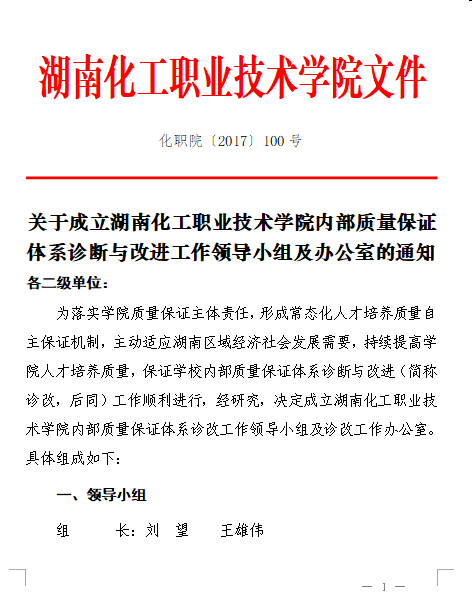 湖南化工职业技术学院文件
化职院〔2017〕100 号
关于成立湖南化工职业技术学院内部质量保证
体系诊断与改进工作领导小组及办公室的通知
各二级单位：
为落实学院质量保证主体责任，形成常态化人才培养质量自
主保证机制，主动适应湖南区域经济社会发展需要，持续提高学
院人才培养质量，保证学校内部质量保证体系诊断与改进（简称
诊改，后同）工作顺利进行，经研究，决定成立湖南化工职业技
术学院内部质量保证体系诊改工作领导小组及诊改工作办公室。
具体组成如下：
一、领导小组
组 长：刘 望 王雄伟
— 1 —